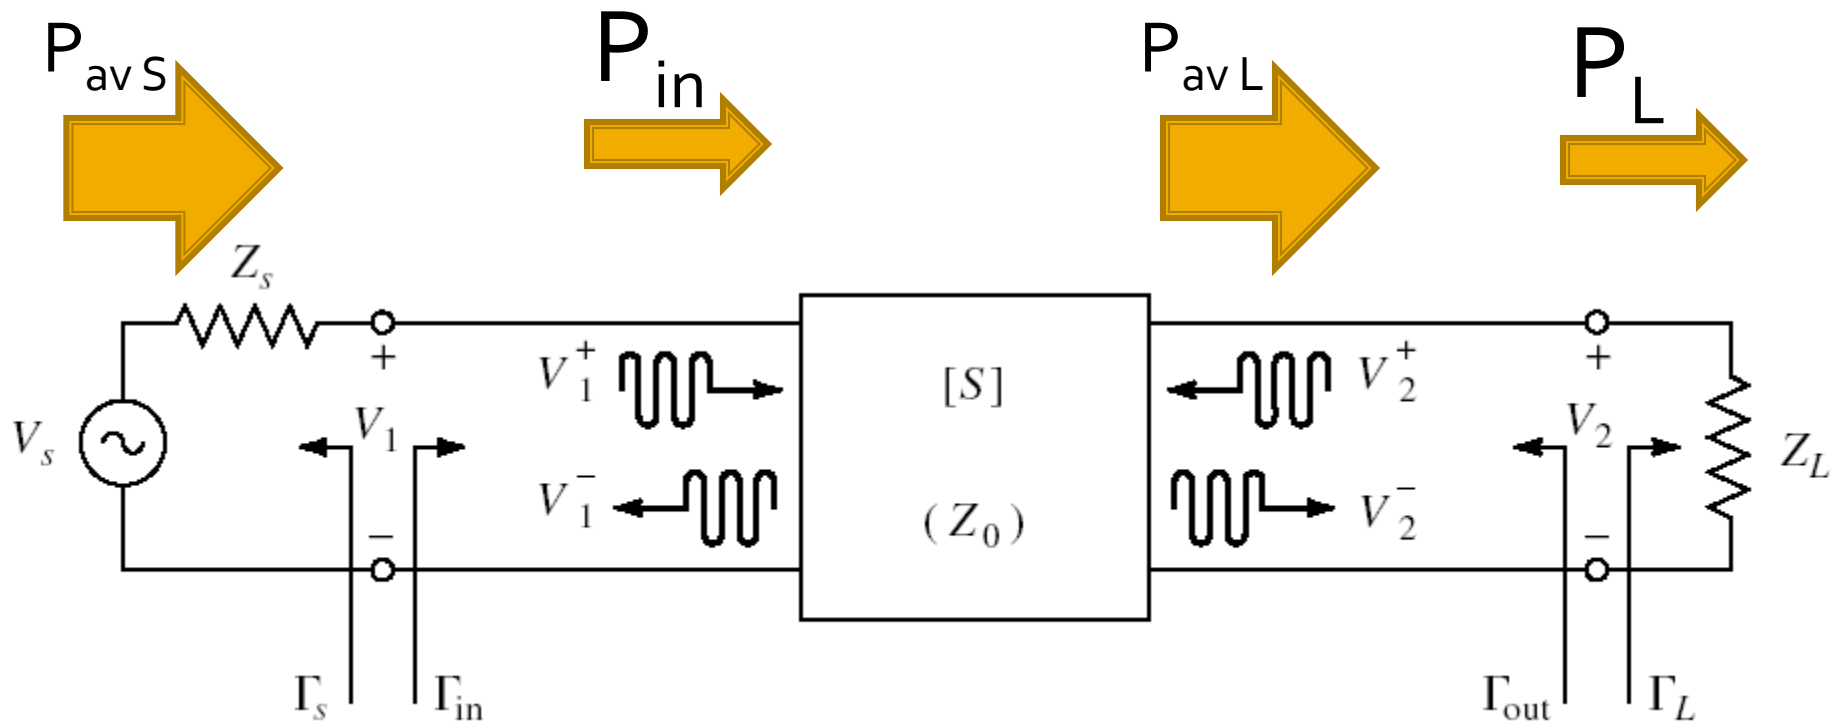 P av S
P in
P av L
P L
Z s
+
V 1 +
[S]
V 2 +
+
V s
V 1
V 2
Z L
V 1 −
(Z 0)
V 2 −
−
−
Γ s
Γ in
Γ out
Γ L